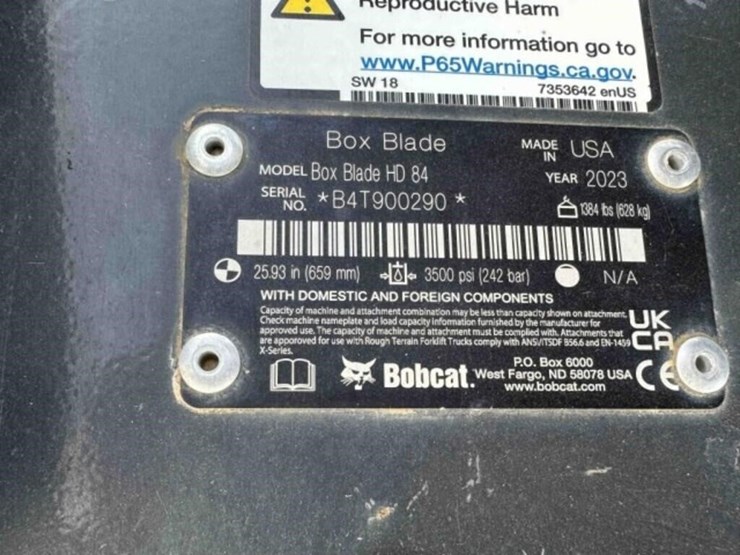 Reproductive Harm
For more information go to
www.P65Warnings.ca.gov.
SW 18 7353642 enUS
Box Blade MADE IN USA
MODEL Box Blade HD 84 YEAR 2023
SERIAL NO. *B4T900290 * 1384 lbs (628 kg)
25.93 in (659 mm) 3500 psi (242 bar) N/A
WITH DOMESTIC AND FOREIGN COMPONENTS
Capacity of machine and attachment combination may be less than capacity shown on attachment.
Check machine nameplate and load capacity information furnished by the manufacturer for
approved use. The capacity of machine and attachment must be complied with. Attachments that
are apporoved for use with Rough Terrain Forklift Trucks comply with ANSI/ITSDF B56.6 and EN-1459
X-Series.
UK
CA
Bobcat.
P.O. Box 6000
West Fargo, ND 58078 USA
www.bobcat.com
CE